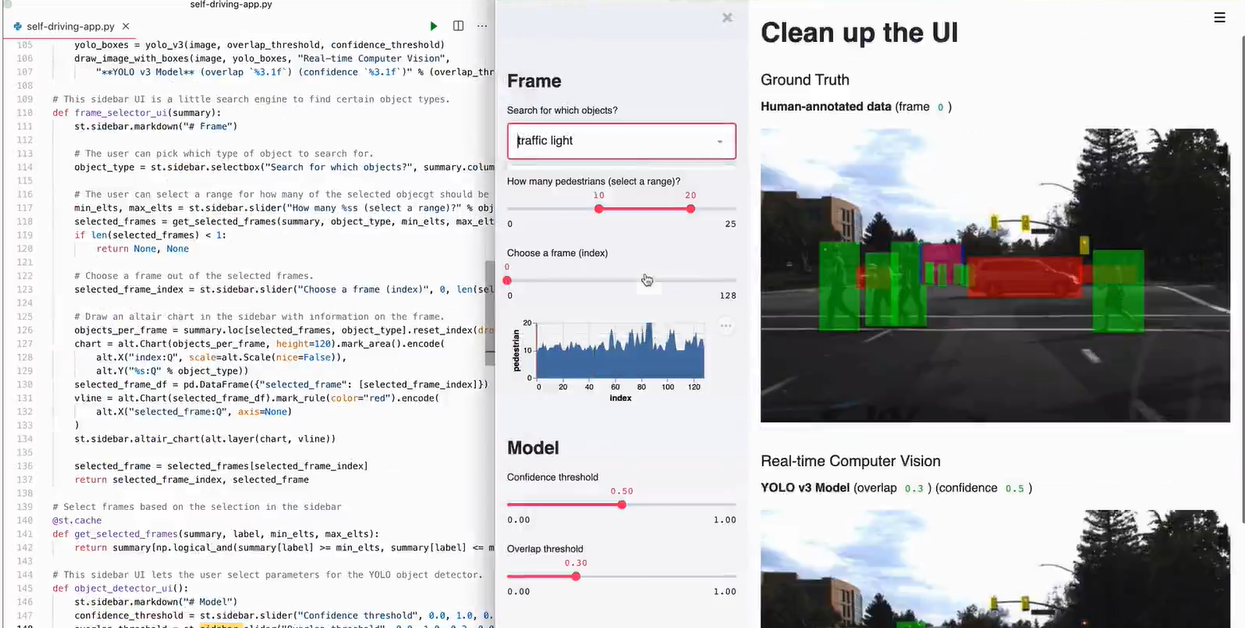 self-driving-app.py
self-driving-app.py ×
105 yolo_boxes = yolo_v3(image, overlap_threshold, confidence_threshold)
106 draw_image_with_boxes(image, yolo_boxes, "Real-time Computer Vision",
107 "**YOLO v3 Model** (overlap `%3.1f`) (confidence `%3.1f`)" % (overlap_thr
108
109 # This sidebar UI is a little search engine to find certain object types.
110 def frame_selector_ui(summary):
111 st.sidebar.markdown("# Frame")
112
113 # The user can pick which type of object to search for.
114 object_type = st.sidebar.selectbox("Search for which objects?", summary.colum
115
116 # The user can select a range for how many of the selected objecgt should be
117 min_elts, max_elts = st.sidebar.slider("How many %ss (select a range)?" % obj
118 selected_frames = get_selected_frames(summary, object_type, min_elts, max_elt
119 if len(selected_frames) < 1:
120 return None, None
121
122 # Choose a frame out of the selected frames.
123 selected_frame_index = st.sidebar.slider("Choose a frame (index)", 0, len(sel
124
125 # Draw an altair chart in the sidebar with information on the frame.
126 objects_per_frame = summary.loc[selected_frames, object_type].reset_index(dro
127 chart = alt.Chart(objects_per_frame, height=120).mark_area().encode(
128 alt.X("index:Q", scale=alt.Scale(nice=False)),
129 alt.Y("%s:Q" % object_type))
130 selected_frame_df = pd.DataFrame({"selected_frame": [selected_frame_index]})
131 vline = alt.Chart(selected_frame_df).mark_rule(color="red").encode(
132 alt.X("selected_frame:Q", axis=None)
133 )
134 st.sidebar.altair_chart(alt.layer(chart, vline))
135
136 selected_frame = selected_frames[selected_frame_index]
137 return selected_frame_index, selected_frame
138
139 # Select frames based on the selection in the sidebar
140 @st.cache
141 def get_selected_frames(summary, label, min_elts, max_elts):
142 return summary[np.logical_and(summary[label] >= min_elts, summary[label] <= m
143
144 # This sidebar UI lets the user select parameters for the YOLO object detector.
145 def object_detector_ui():
146 st.sidebar.markdown("# Model")
147 confidence_threshold = st.sidebar.slider("Confidence threshold", 0.0, 1.0, 0.
×
Frame
Search for which objects?
traffic light
How many pedestrians (select a range)?
10 20
0 25
Choose a frame (index)
0
0 128
pedestrian
20
10
0
0 20 40 60 80 100 120
index
Model
Confidence threshold
0.50
0.00 1.00
Overlap threshold
0.30
0.00 1.00
Clean up the UI
Ground Truth
Human-annotated data (frame 0 )
Real-time Computer Vision
YOLO v3 Model (overlap 0.3 ) (confidence 0.5 )